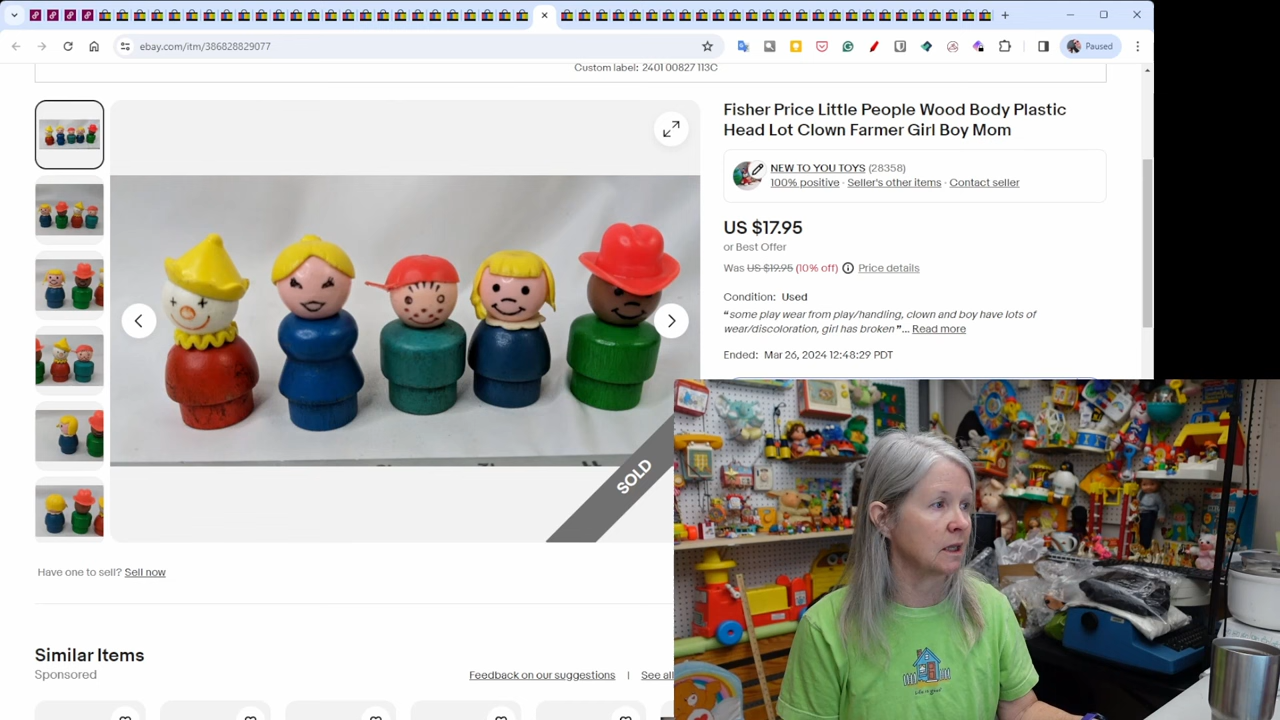 ebay.com/itm/386828829077
Paused
Custom label: 2401 00827 113C
Fisher Price Little People Wood Body Plastic
Head Lot Clown Farmer Girl Boy Mom
NEW TO YOU TOYS (28358)
100% positive · Seller's other items · Contact seller
US $17.95
or Best Offer
Was US $19.95 (10% off) Price details
Condition: Used
“some play wear from play/handling, clown and boy have lots of
wear/discoloration, girl has broken”... Read more
Ended: Mar 26, 2024 12:48:29 PDT
SOLD
Have one to sell? Sell now
Similar Items
Sponsored
Feedback on our suggestions | See all
life is good